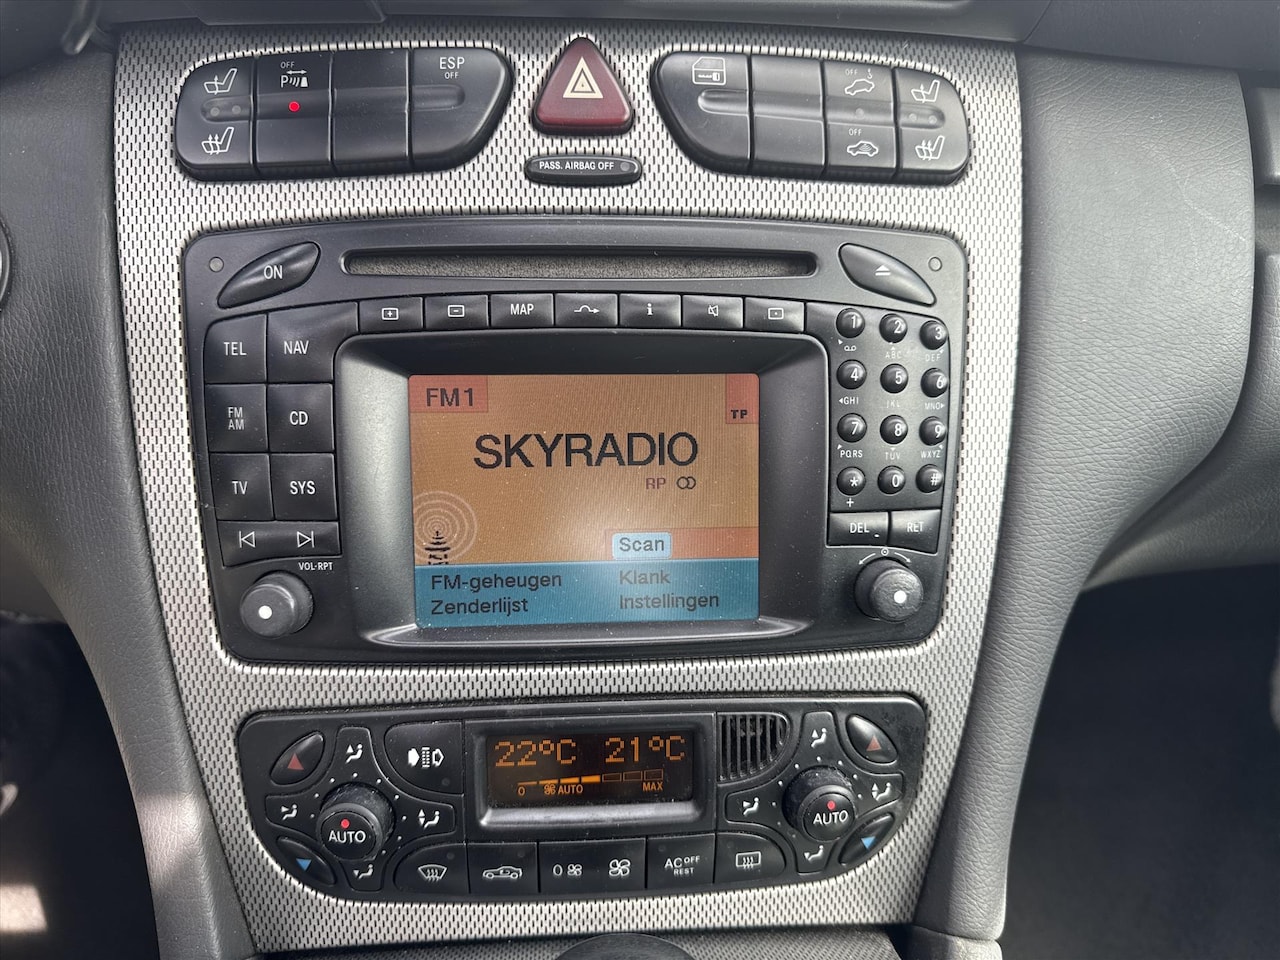 OFF
P
ESP
OFF
OFF
OFF
PASS. AIRBAG OFF
ON
MAP
i
TEL NAV
FM
AM
CD
TV SYS
VOL-RPT
1 2 3
ABC DEF
4 5 6
GHI JKL MNO
7 8 9
PQRS TUV WXYZ
* 0 #
+
DEL RET
FM1
TP
SKYRADIO
RP
Scan
FM-geheugen Klank
Zenderlijst Instellingen
22°C 21°C
0 AUTO MAX
AUTO
AUTO
0
AC OFF
REST